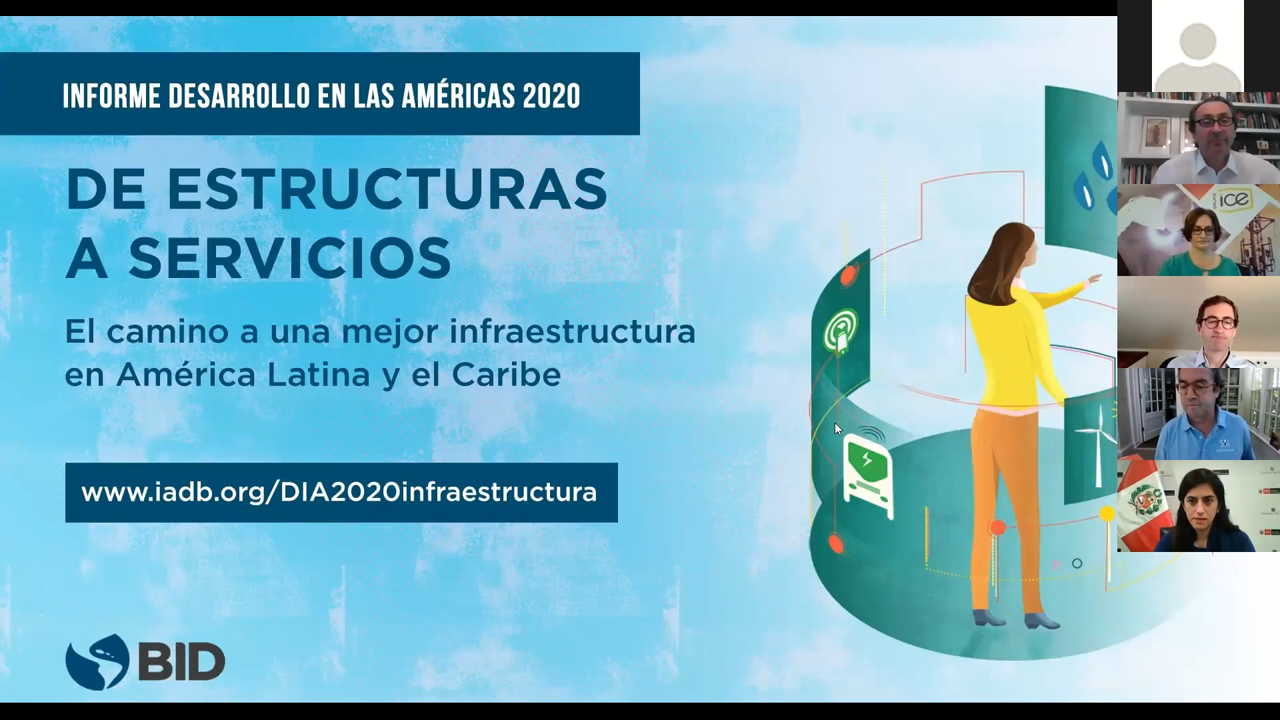 INFORME DESARROLLO EN LAS AMÉRICAS 2020
DE ESTRUCTURAS
A SERVICIOS
El camino a una mejor infraestructura
en América Latina y el Caribe
www.iadb.org/DIA2020infraestructura
BID
ice